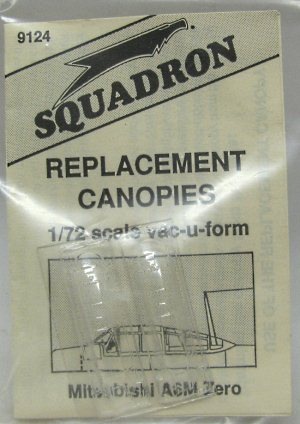 9124
SQUADRON
REPLACEMENT
CANOPIES
1/72 scale vac-u-form
Mitsubishi A6M Zero